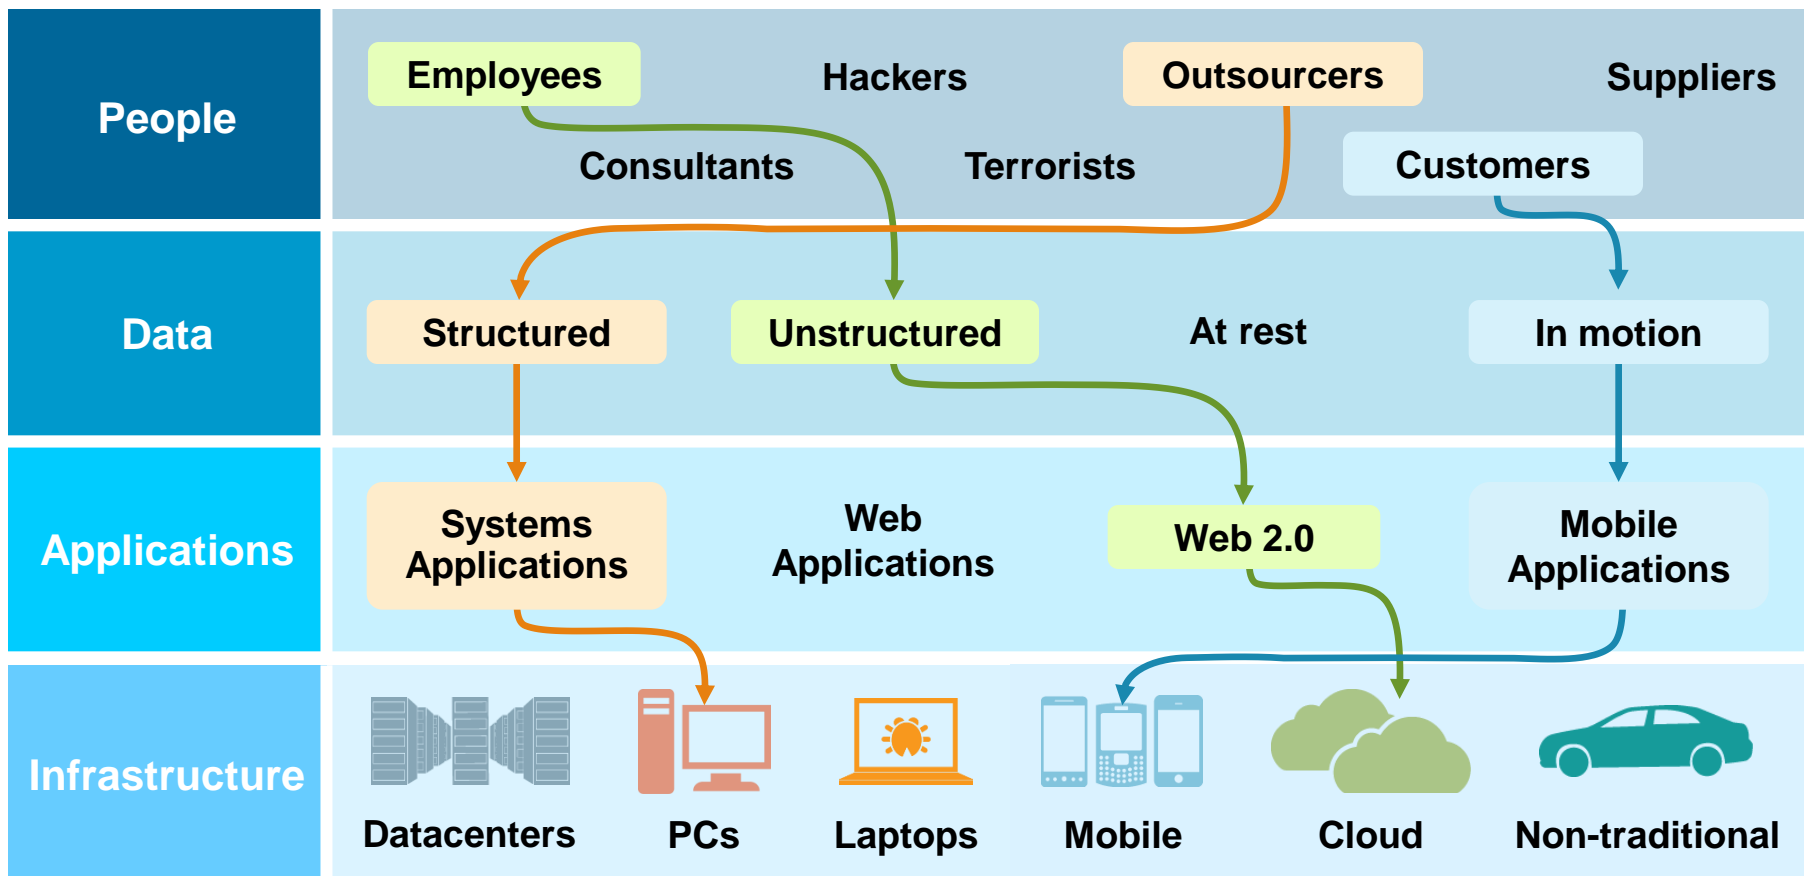 People
Employees
Hackers
Outsourcers
Suppliers
Consultants
Terrorists
Customers
Data
Structured
Unstructured
At rest
In motion
Applications
Systems
Applications
Web
Applications
Web 2.0
Mobile
Applications
Infrastructure
Datacenters
PCs
Laptops
Mobile
Cloud
Non-traditional